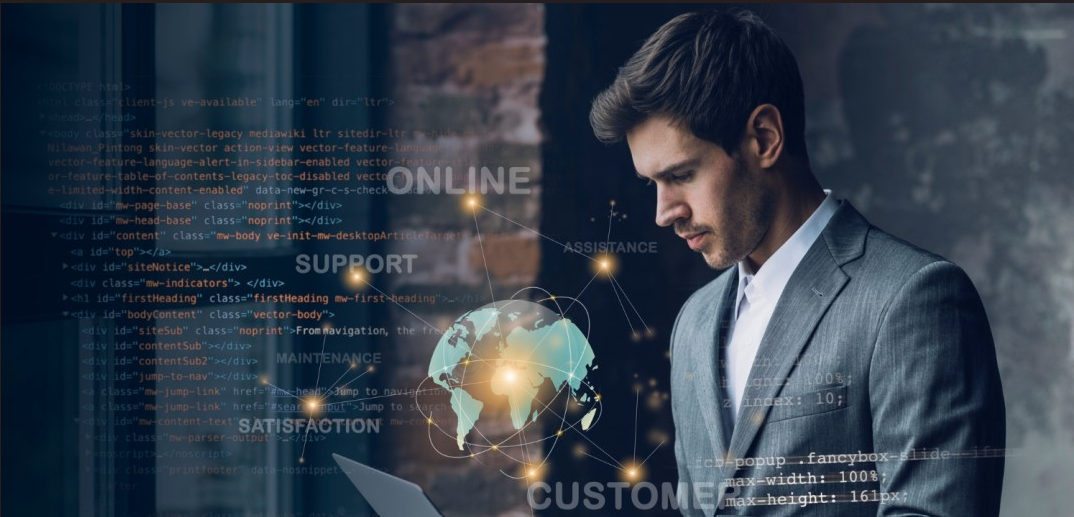 <!DOCTYPE html>
<html class="client-js ve-available" lang="en" dir="ltr">
<head>…</head>
<body class="skin-vector-legacy mediawiki ltr sitedir-ltr
Nilawan_Pintong skin-vector action-view vector-feature-language-
vector-feature-language-alert-in-sidebar-enabled
or-feature-table-of-contents-legacy-toc-disabled
e-limited-width-content-enabled" data-new-gr-c-s-check
ONLINE
<div id="mw-page-base" class="noprint"></div>
<div id="mw-head-base" class="noprint"></div>
<div id="content" class="mw-body ve-init-mw-desktopArticleTarget
ASSISTANCE
<a id="top"></a>
SUPPORT
<div id="siteNotice">…</div>
<div class="mw-indicators"> </div>
<h1 id="firstHeading" class="firstHeading mw-first-heading">…</h1>
<div id="bodyContent" class="vector-body">
<div id="siteSub" class="noprint">From navigation, the
<div id="contentSub"></div>
MAINTENANCE
<div id="contentSub2"></div>
<div id="jump-to-nav"></div>
height: 100%;
<a class="mw-jump-link" href="#mw-head">Jump to navigation
z-index: 10;
<a class="mw-jump-link" href="#searchInput">Jump to search
SATISFACTION
<div class="mw-parser-output">…</div>
<noscript>…</noscript>
-popup .fancybox-slide--
<div class="printfooter" data-nosnippet
max-width: 100%;
CUSTOMER
max-height: 161px;